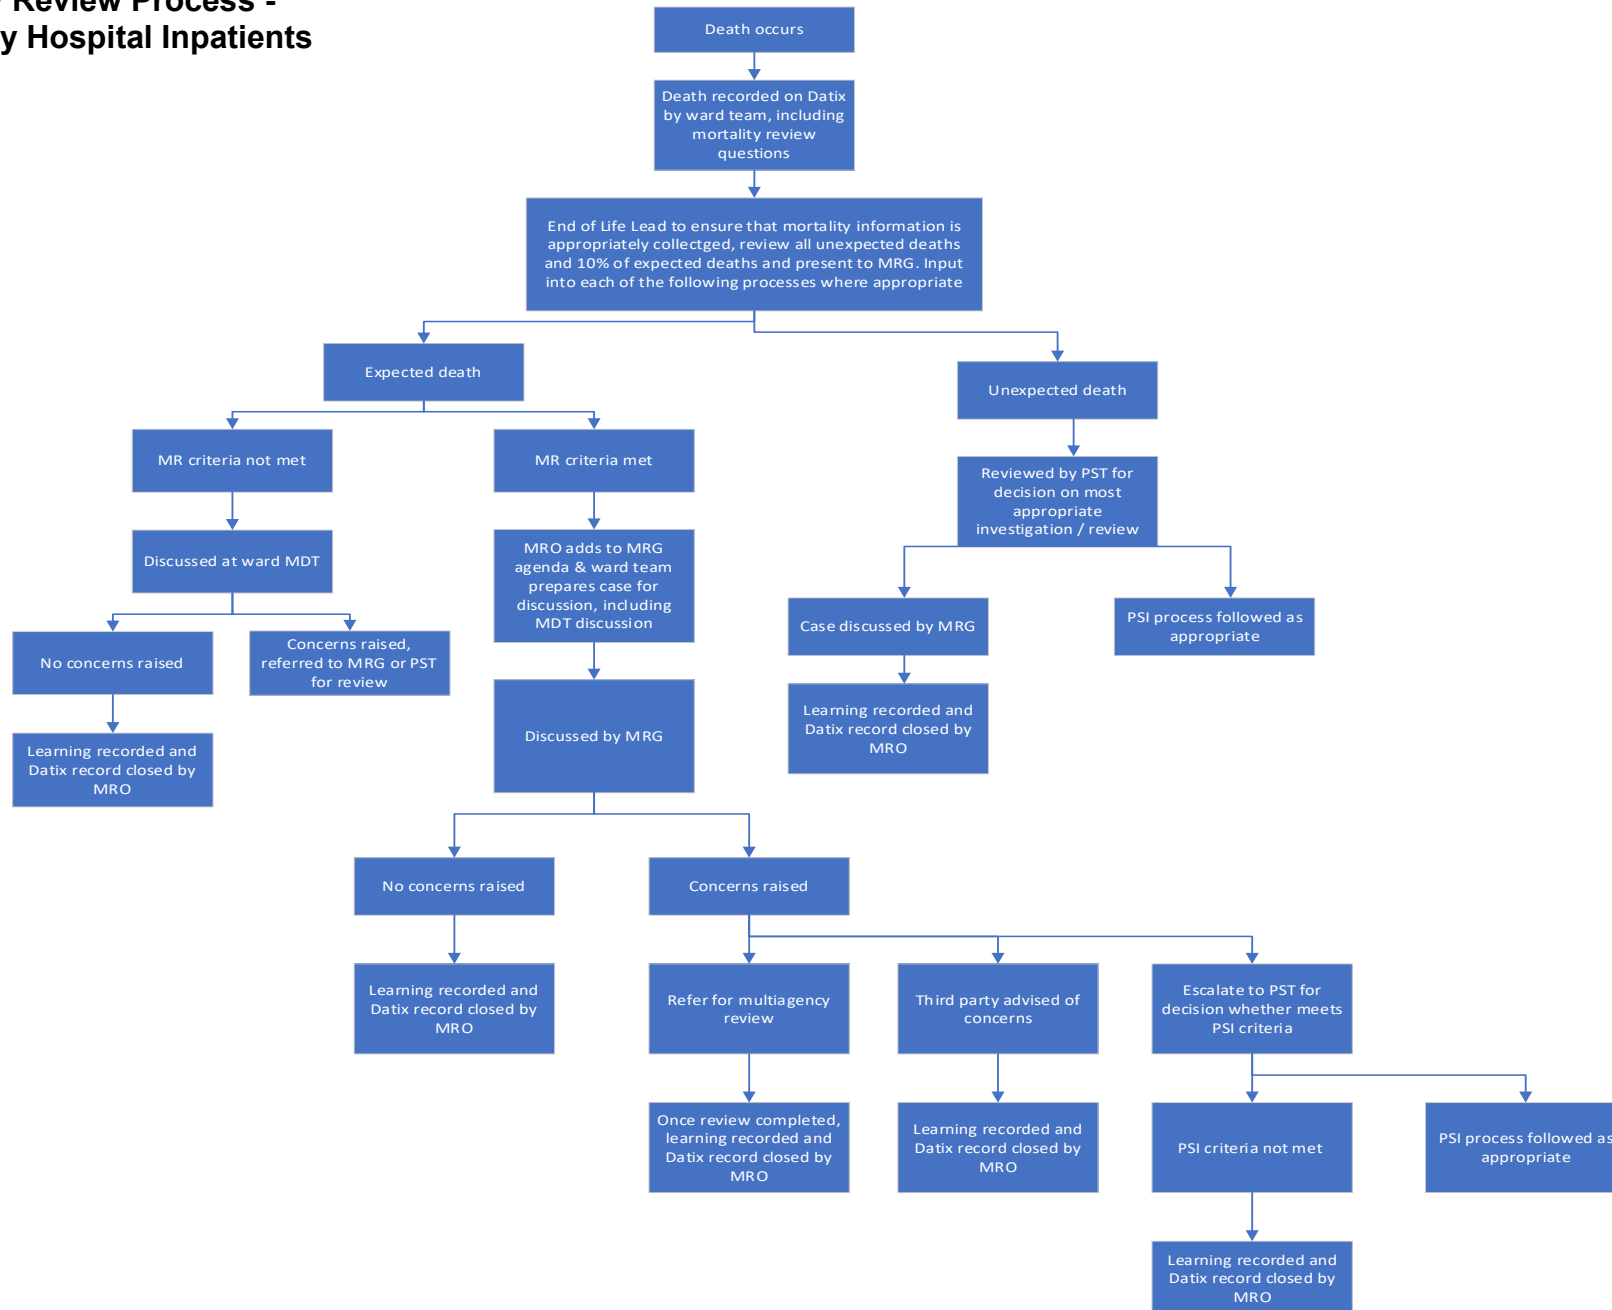 Review Process -
y Hospital Inpatients
Death occurs
Death recorded on Datix
by ward team, including
mortality review
questions
End of Life Lead to ensure that mortality information is
appropriately collectged, review all unexpected deaths
and 10% of expected deaths and present to MRG. Input
into each of the following processes where appropriate
Expected death
Unexpected death
MR criteria not met
MR criteria met
Reviewed by PST for
decision on most
appropriate
investigation / review
Discussed at ward MDT
MRO adds to MRG
agenda & ward team
prepares case for
discussion, including
MDT discussion
Case discussed by MRG
PSI process followed as
appropriate
No concerns raised
Concerns raised,
referred to MRG or PST
for review
Learning recorded and
Datix record closed by
MRO
Discussed by MRG
Learning recorded and
Datix record closed by
MRO
No concerns raised
Concerns raised
Learning recorded and
Datix record closed by
MRO
Refer for multiagency
review
Third party advised of
concerns
Escalate to PST for
decision whether meets
PSI criteria
Once review completed,
learning recorded and
Datix record closed by
MRO
Learning recorded and
Datix record closed by
MRO
PSI criteria not met
PSI process followed as
appropriate
Learning recorded and
Datix record closed by
MRO